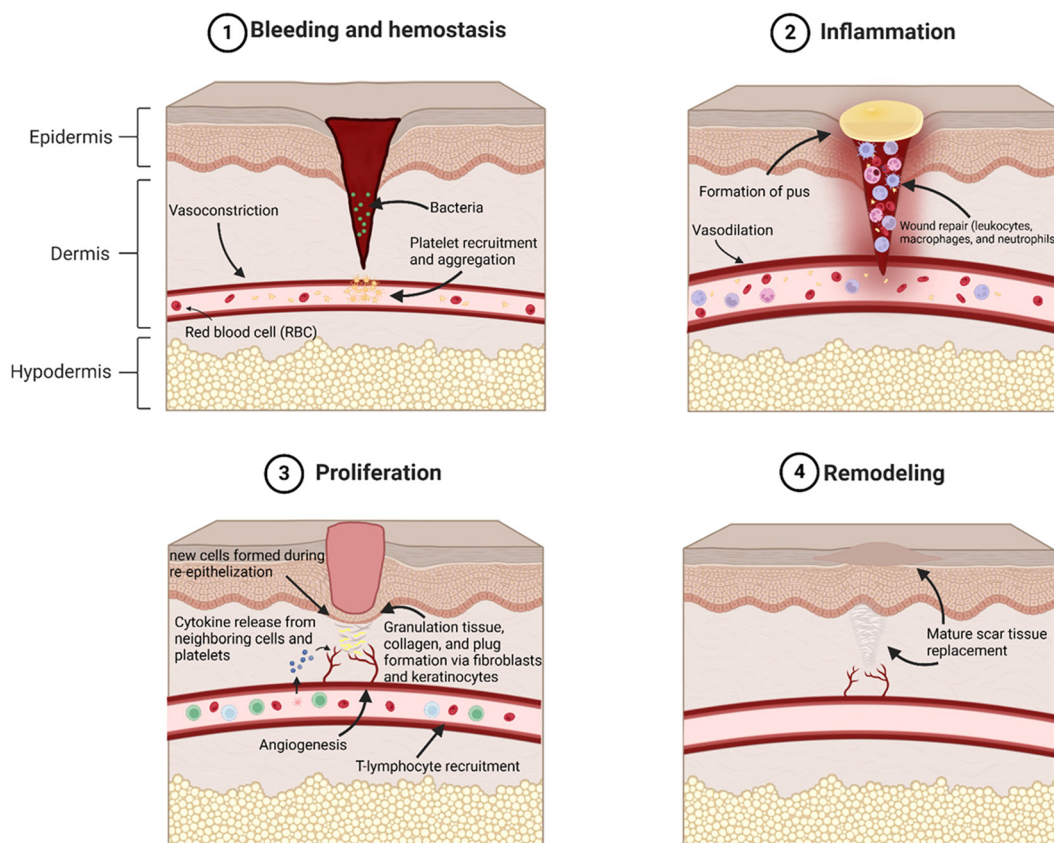 1 Bleeding and hemostasis
Epidermis
Dermis
Hypodermis
Vasoconstriction
Bacteria
Platelet recruitment
and aggregation
Red blood cell (RBC)
2 Inflammation
Formation of pus
Vasodilation
Wound repair (leukocytes,
macrophages, and neutrophils
3 Proliferation
new cells formed during
re-epithelization
Cytokine release from
neighboring cells and
platelets
Granulation tissue,
collagen, and plug
formation via fibroblasts
and keratinocytes
Angiogenesis
T-lymphocyte recruitment
4 Remodeling
Mature scar tissue
replacement